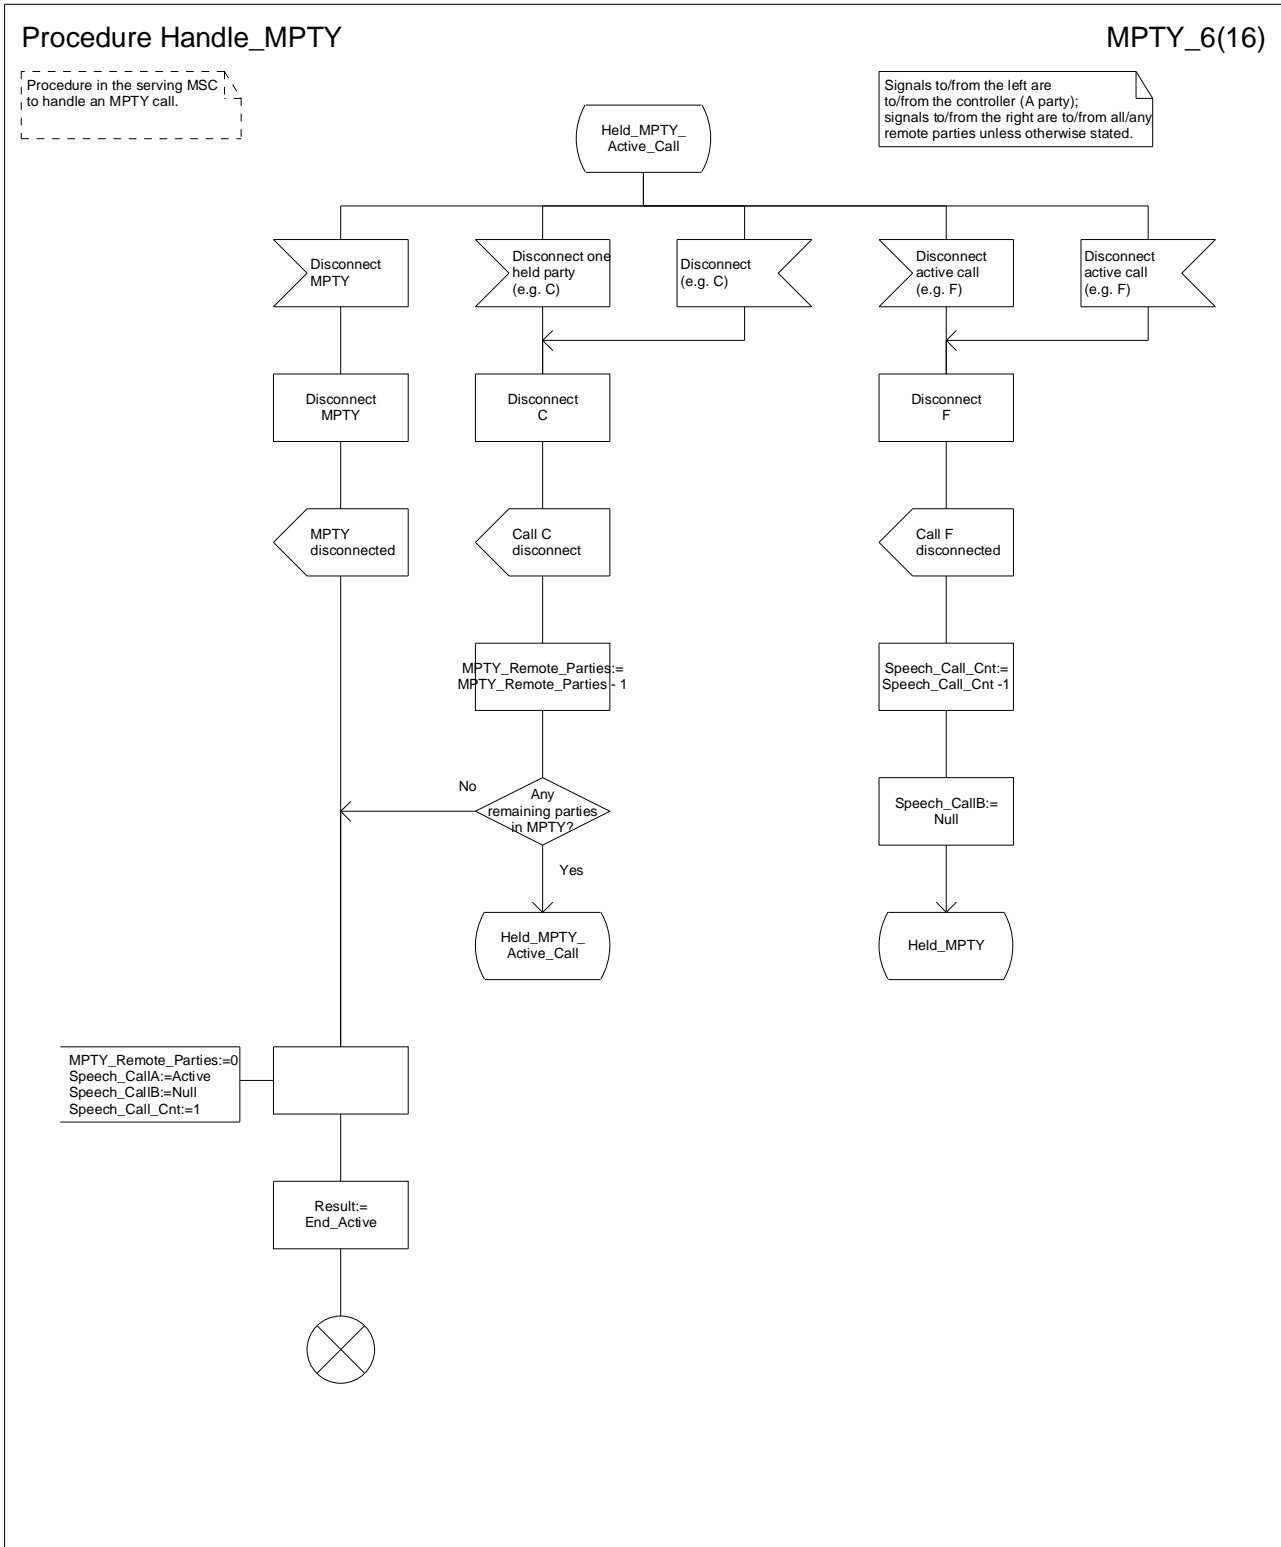 Procedure Handle_MPTY
MPTY_6(16)
Procedure in the serving MSC
to handle an MPTY call.
Signals to/from the left are
to/from the controller (A party);
signals to/from the right are to/from all/any
remote parties unless otherwise stated.
Held_MPTY_
Active_Call
Disconnect
MPTY
Disconnect one
held party
(e.g. C)
Disconnect
(e.g. C)
Disconnect
active call
(e.g. F)
Disconnect
active call
(e.g. F)
Disconnect
MPTY
Disconnect
C
Disconnect
F
MPTY
disconnected
Call C
disconnect
Call F
disconnected
MPTY_Remote_Parties:=
MPTY_Remote_Parties - 1
Speech_Call_Cnt:=
Speech_Call_Cnt -1
No
Any
remaining parties
in MPTY?
Yes
Speech_CallB:=
Null
Held_MPTY_
Active_Call
Held_MPTY
MPTY_Remote_Parties:=0
Speech_CallA:=Active
Speech_CallB:=Null
Speech_Call_Cnt:=1
Result:=
End_Active